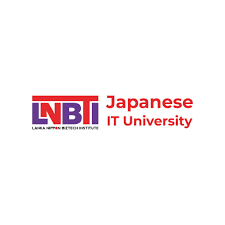 LNBTI
LANKA NIPPON BIZTECH INSTITUTE
Japanese
IT University